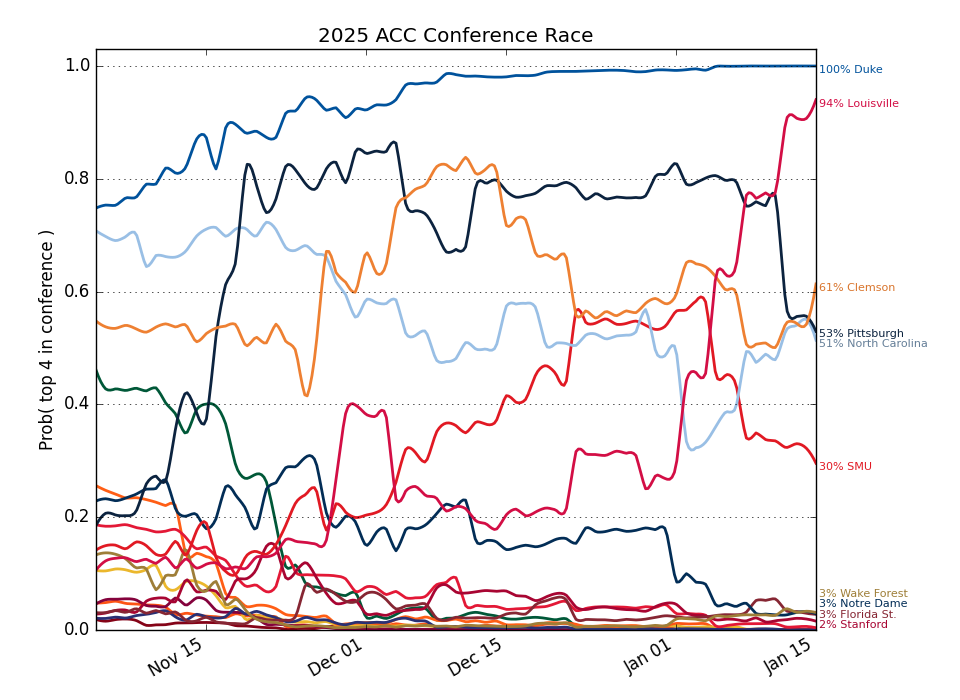 2025 ACC Conference Race
Prob( top 4 in conference )
1.0
0.8
0.6
0.4
0.2
0.0
100% Duke
94% Louisville
61% Clemson
53% Pittsburgh
51% North Carolina
30% SMU
3% Wake Forest
3% Notre Dame
3% Florida St.
2% Stanford
Nov 15
Dec 01
Dec 15
Jan 01
Jan 15